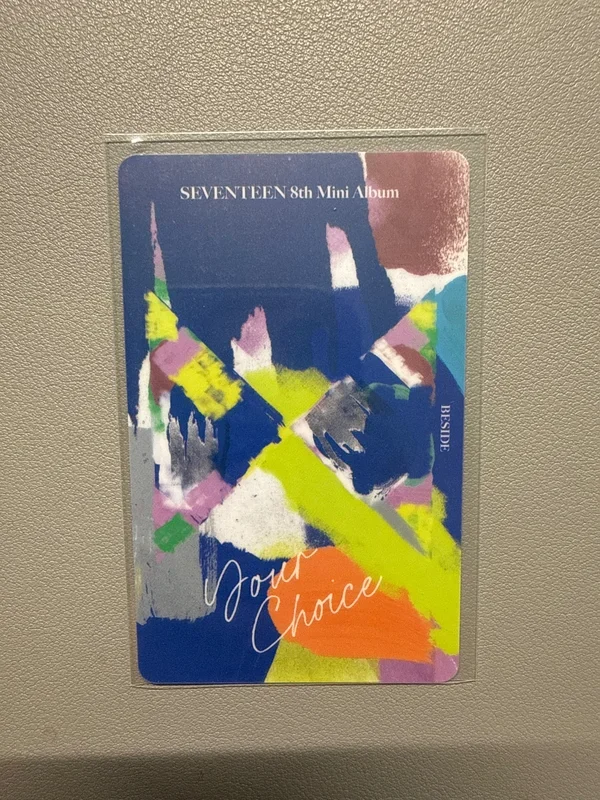 SEVENTEEN 8th Mini Album
BESIDE
Your
Choice